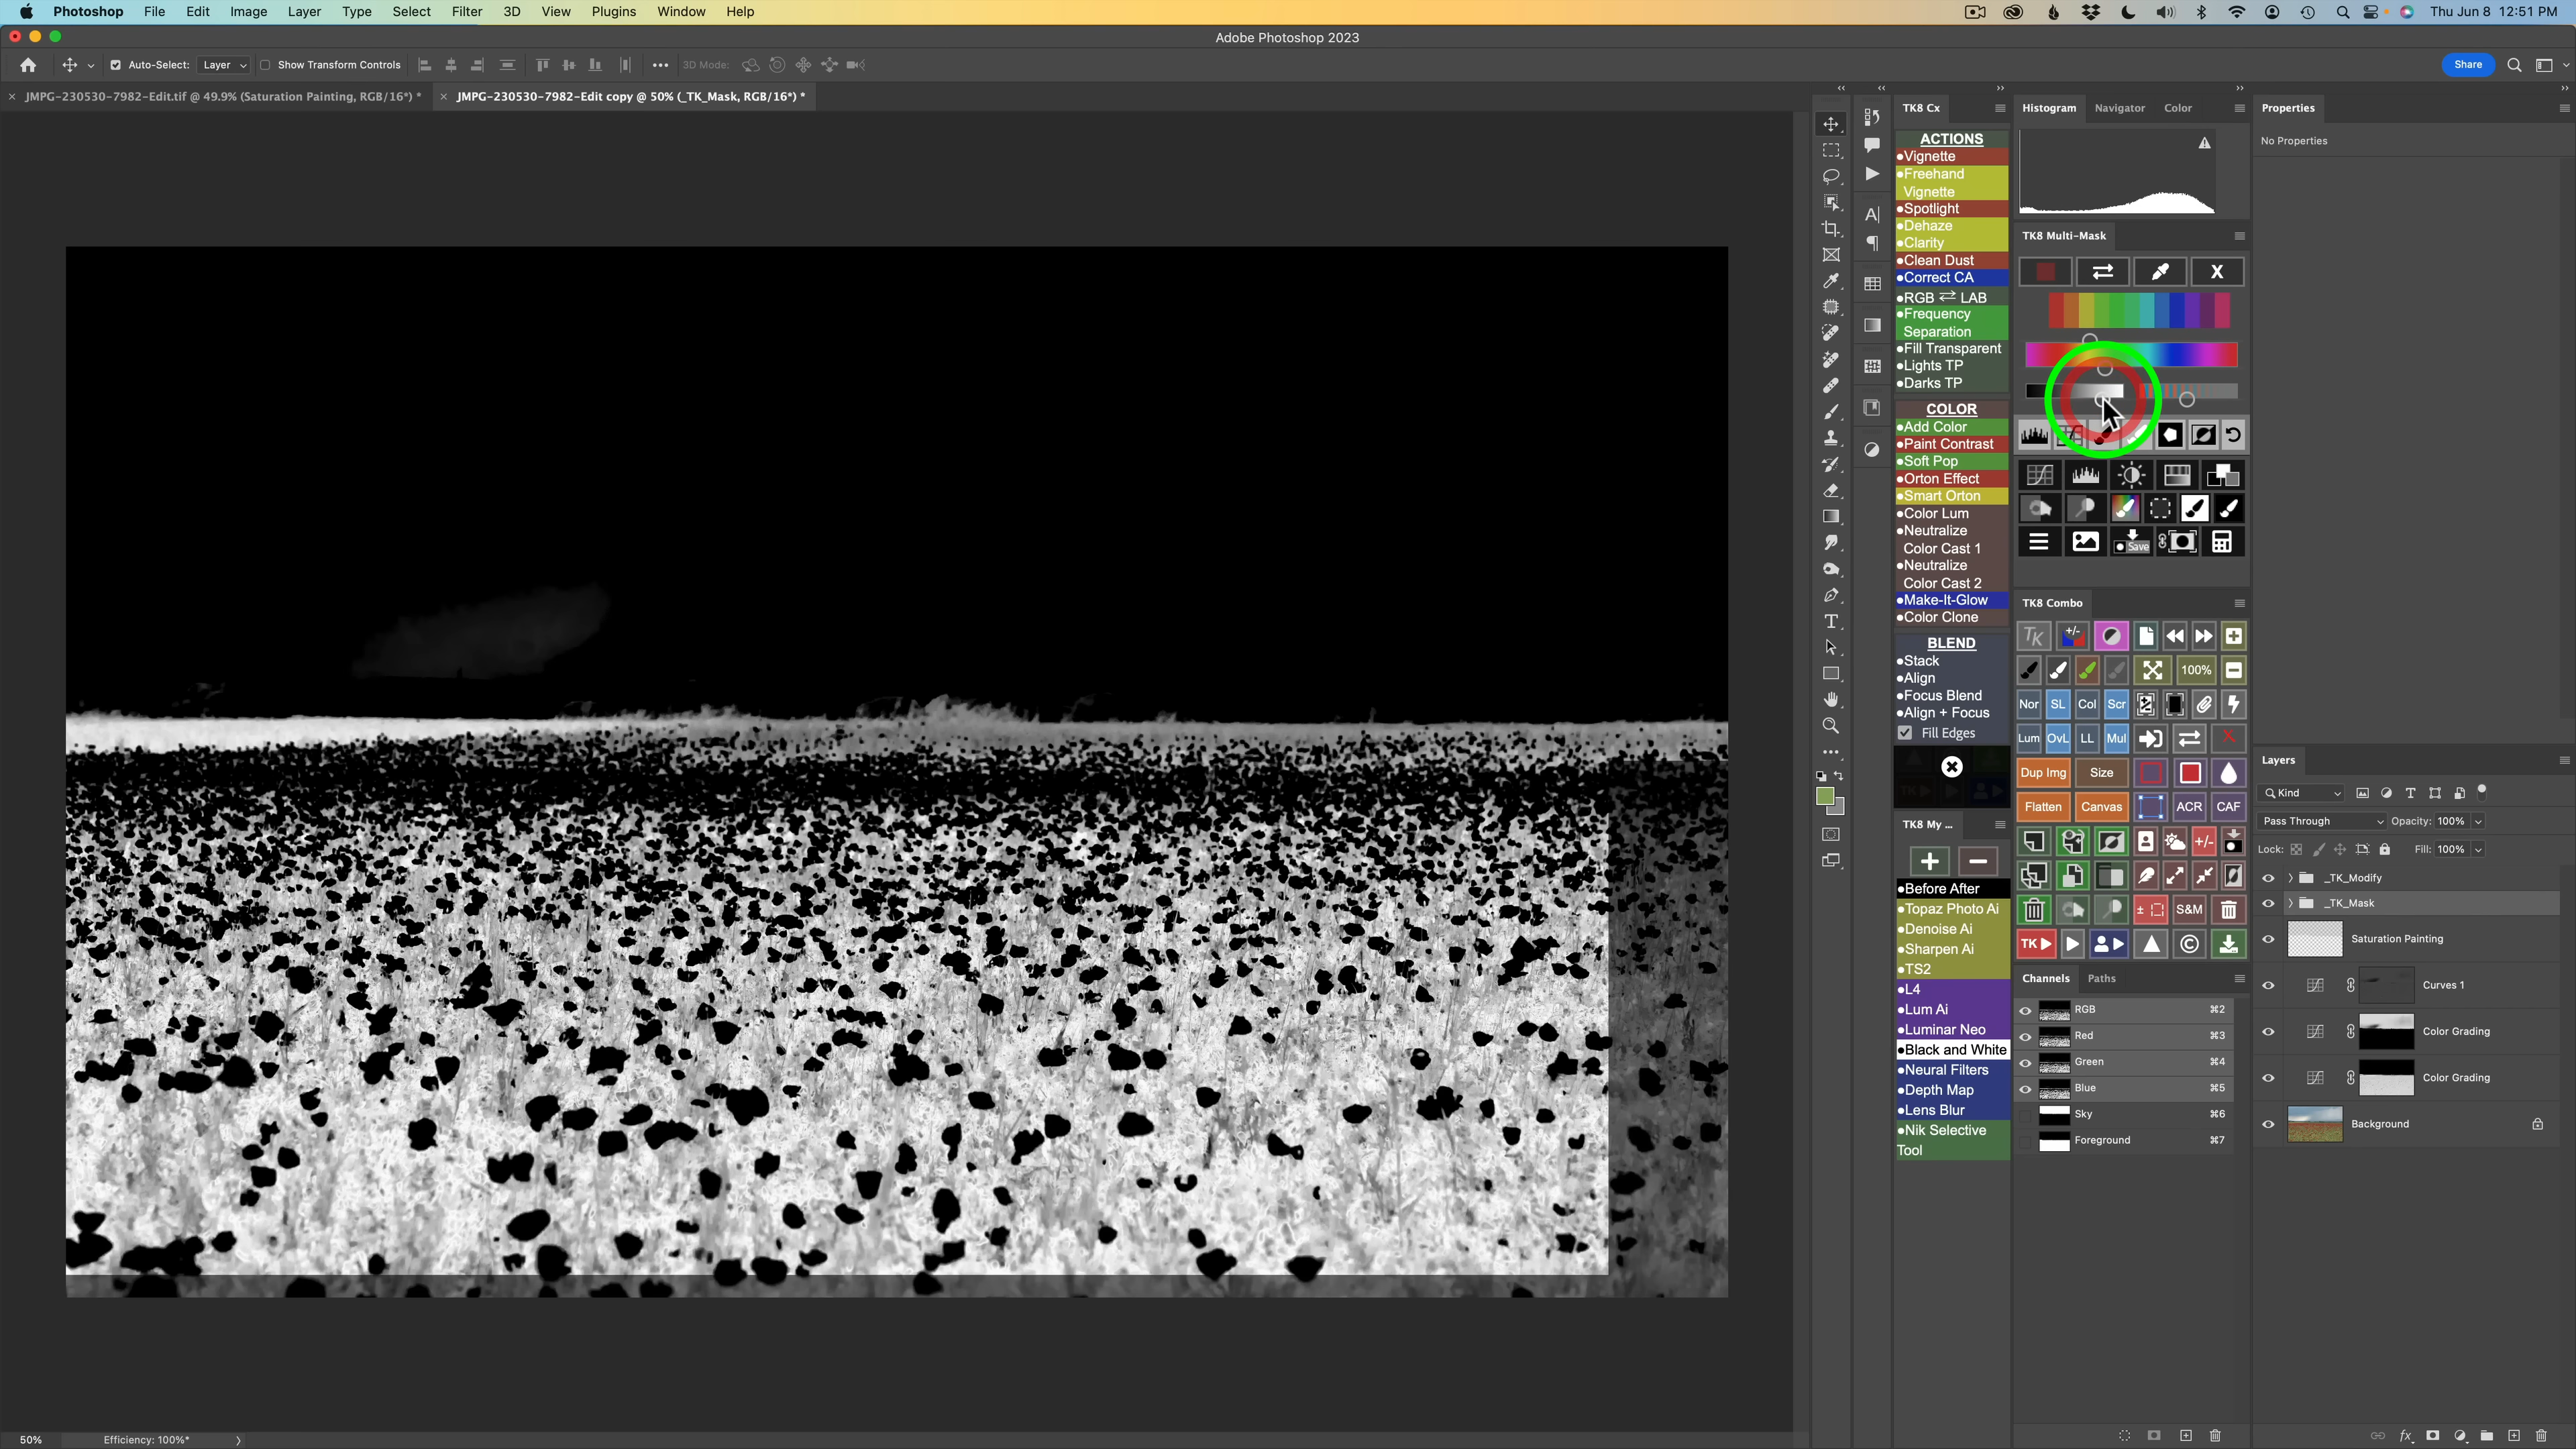 Photoshop File Edit Image Layer Type Select Filter 3D View Plugins Window Help Thu Jun 8 12:51 PM
Adobe Photoshop 2023
Auto-Select: Layer Show Transform Controls 3D Mode: Share
JMPG-230530-7982-Edit.tif @ 49.9% (Saturation Painting, RGB/16*) * JMPG-230530-7982-Edit copy @ 50% (_TK_Mask, RGB/16*) *
TK8 Cx
ACTIONS
Vignette
Freehand
Vignette
Spotlight
Dehaze
Clarity
Clean Dust
Correct CA
RGB ⇄ LAB
Frequency
Separation
Fill Transparent
Lights TP
Darks TP
COLOR
Add Color
Paint Contrast
Soft Pop
Orton Effect
Smart Orton
Color Lum
Neutralize
Color Cast 1
Neutralize
Color Cast 2
Make-It-Glow
Color Clone
BLEND
Stack
Align
Focus Blend
Align + Focus
Fill Edges
TK8 My ...
Before After
Topaz Photo Ai
Denoise Ai
Sharpen Ai
TS2
L4
Lum Ai
Luminar Neo
Black and White
Neural Filters
Depth Map
Lens Blur
Nik Selective
Tool
Histogram Navigator Color
TK8 Multi-Mask
X
Save
TK8 Combo
TK +/-
100%
Nor SL Col Scr
Lum OvL LL Mul X
Dup Img Size
Flatten Canvas ACR CAF
+/-
± S&M
TK
Channels Paths
RGB ⌘2
Red ⌘3
Green ⌘4
Blue ⌘5
Sky ⌘6
Foreground ⌘7
Properties
No Properties
Layers
Kind
Pass Through Opacity: 100%
Lock: Fill: 100%
_TK_Modify
_TK_Mask
Saturation Painting
Curves 1
Color Grading
Color Grading
Background
fx
50% Efficiency: 100%*